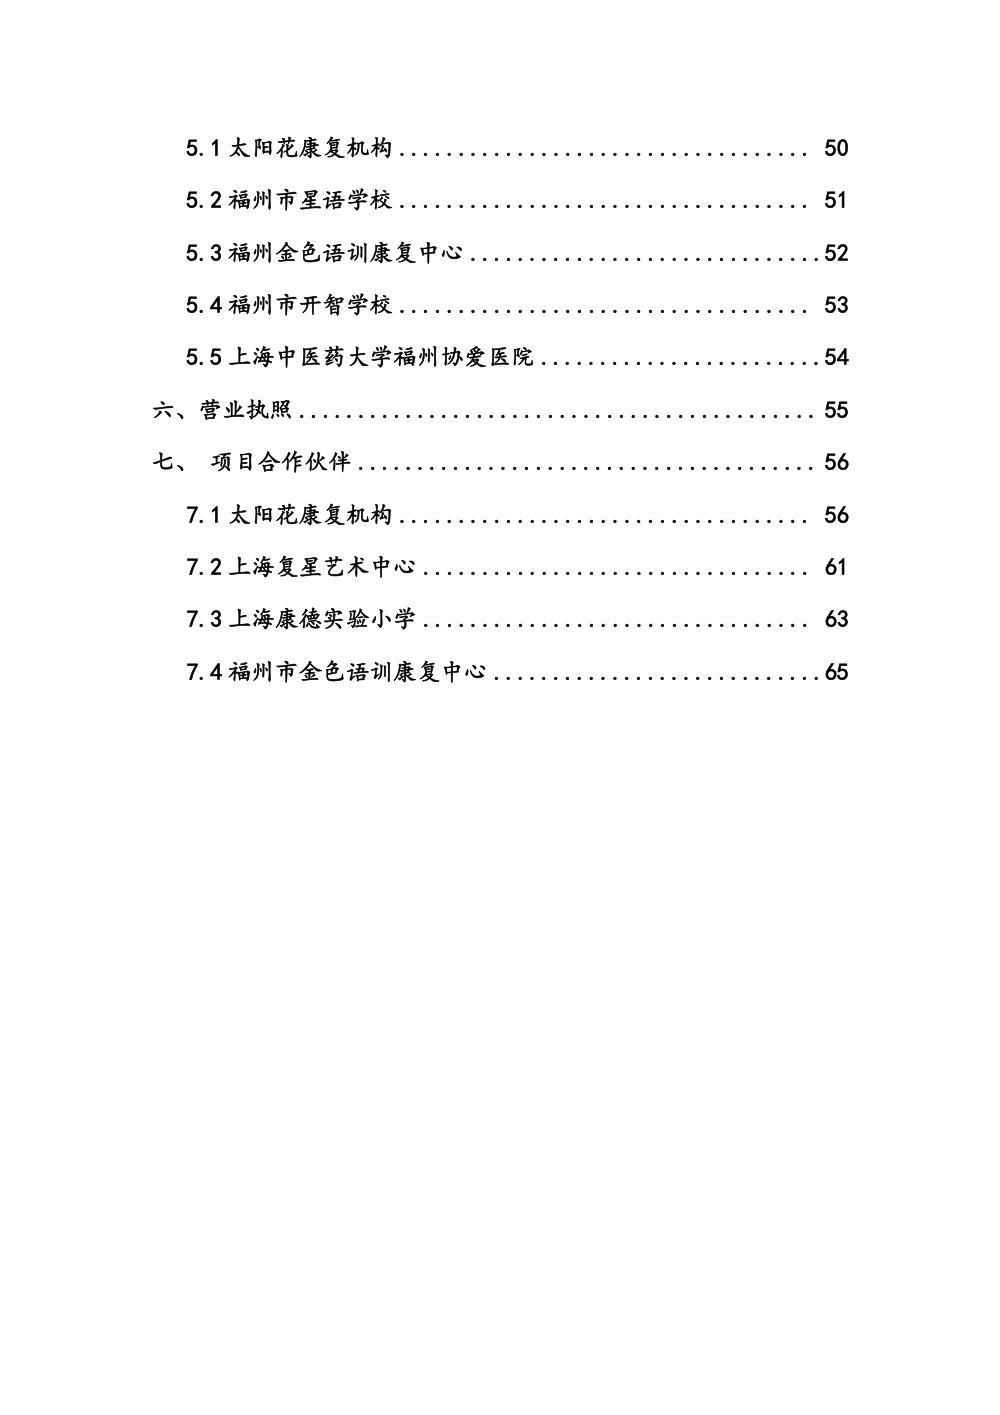 5.1 太阳花康复机构................................... 50
5.2 福州市星语学校................................... 51
5.3 福州金色语训康复中心..............................52
5.4 福州市开智学校................................... 53
5.5 上海中医药大学福州协爱医院........................54
六、营业执照............................................ 55
七、 项目合作伙伴....................................... 56
7.1 太阳花康复机构................................... 56
7.2 上海复星艺术中心................................. 61
7.3 上海康德实验小学................................. 63
7.4 福州市金色语训康复中心............................65